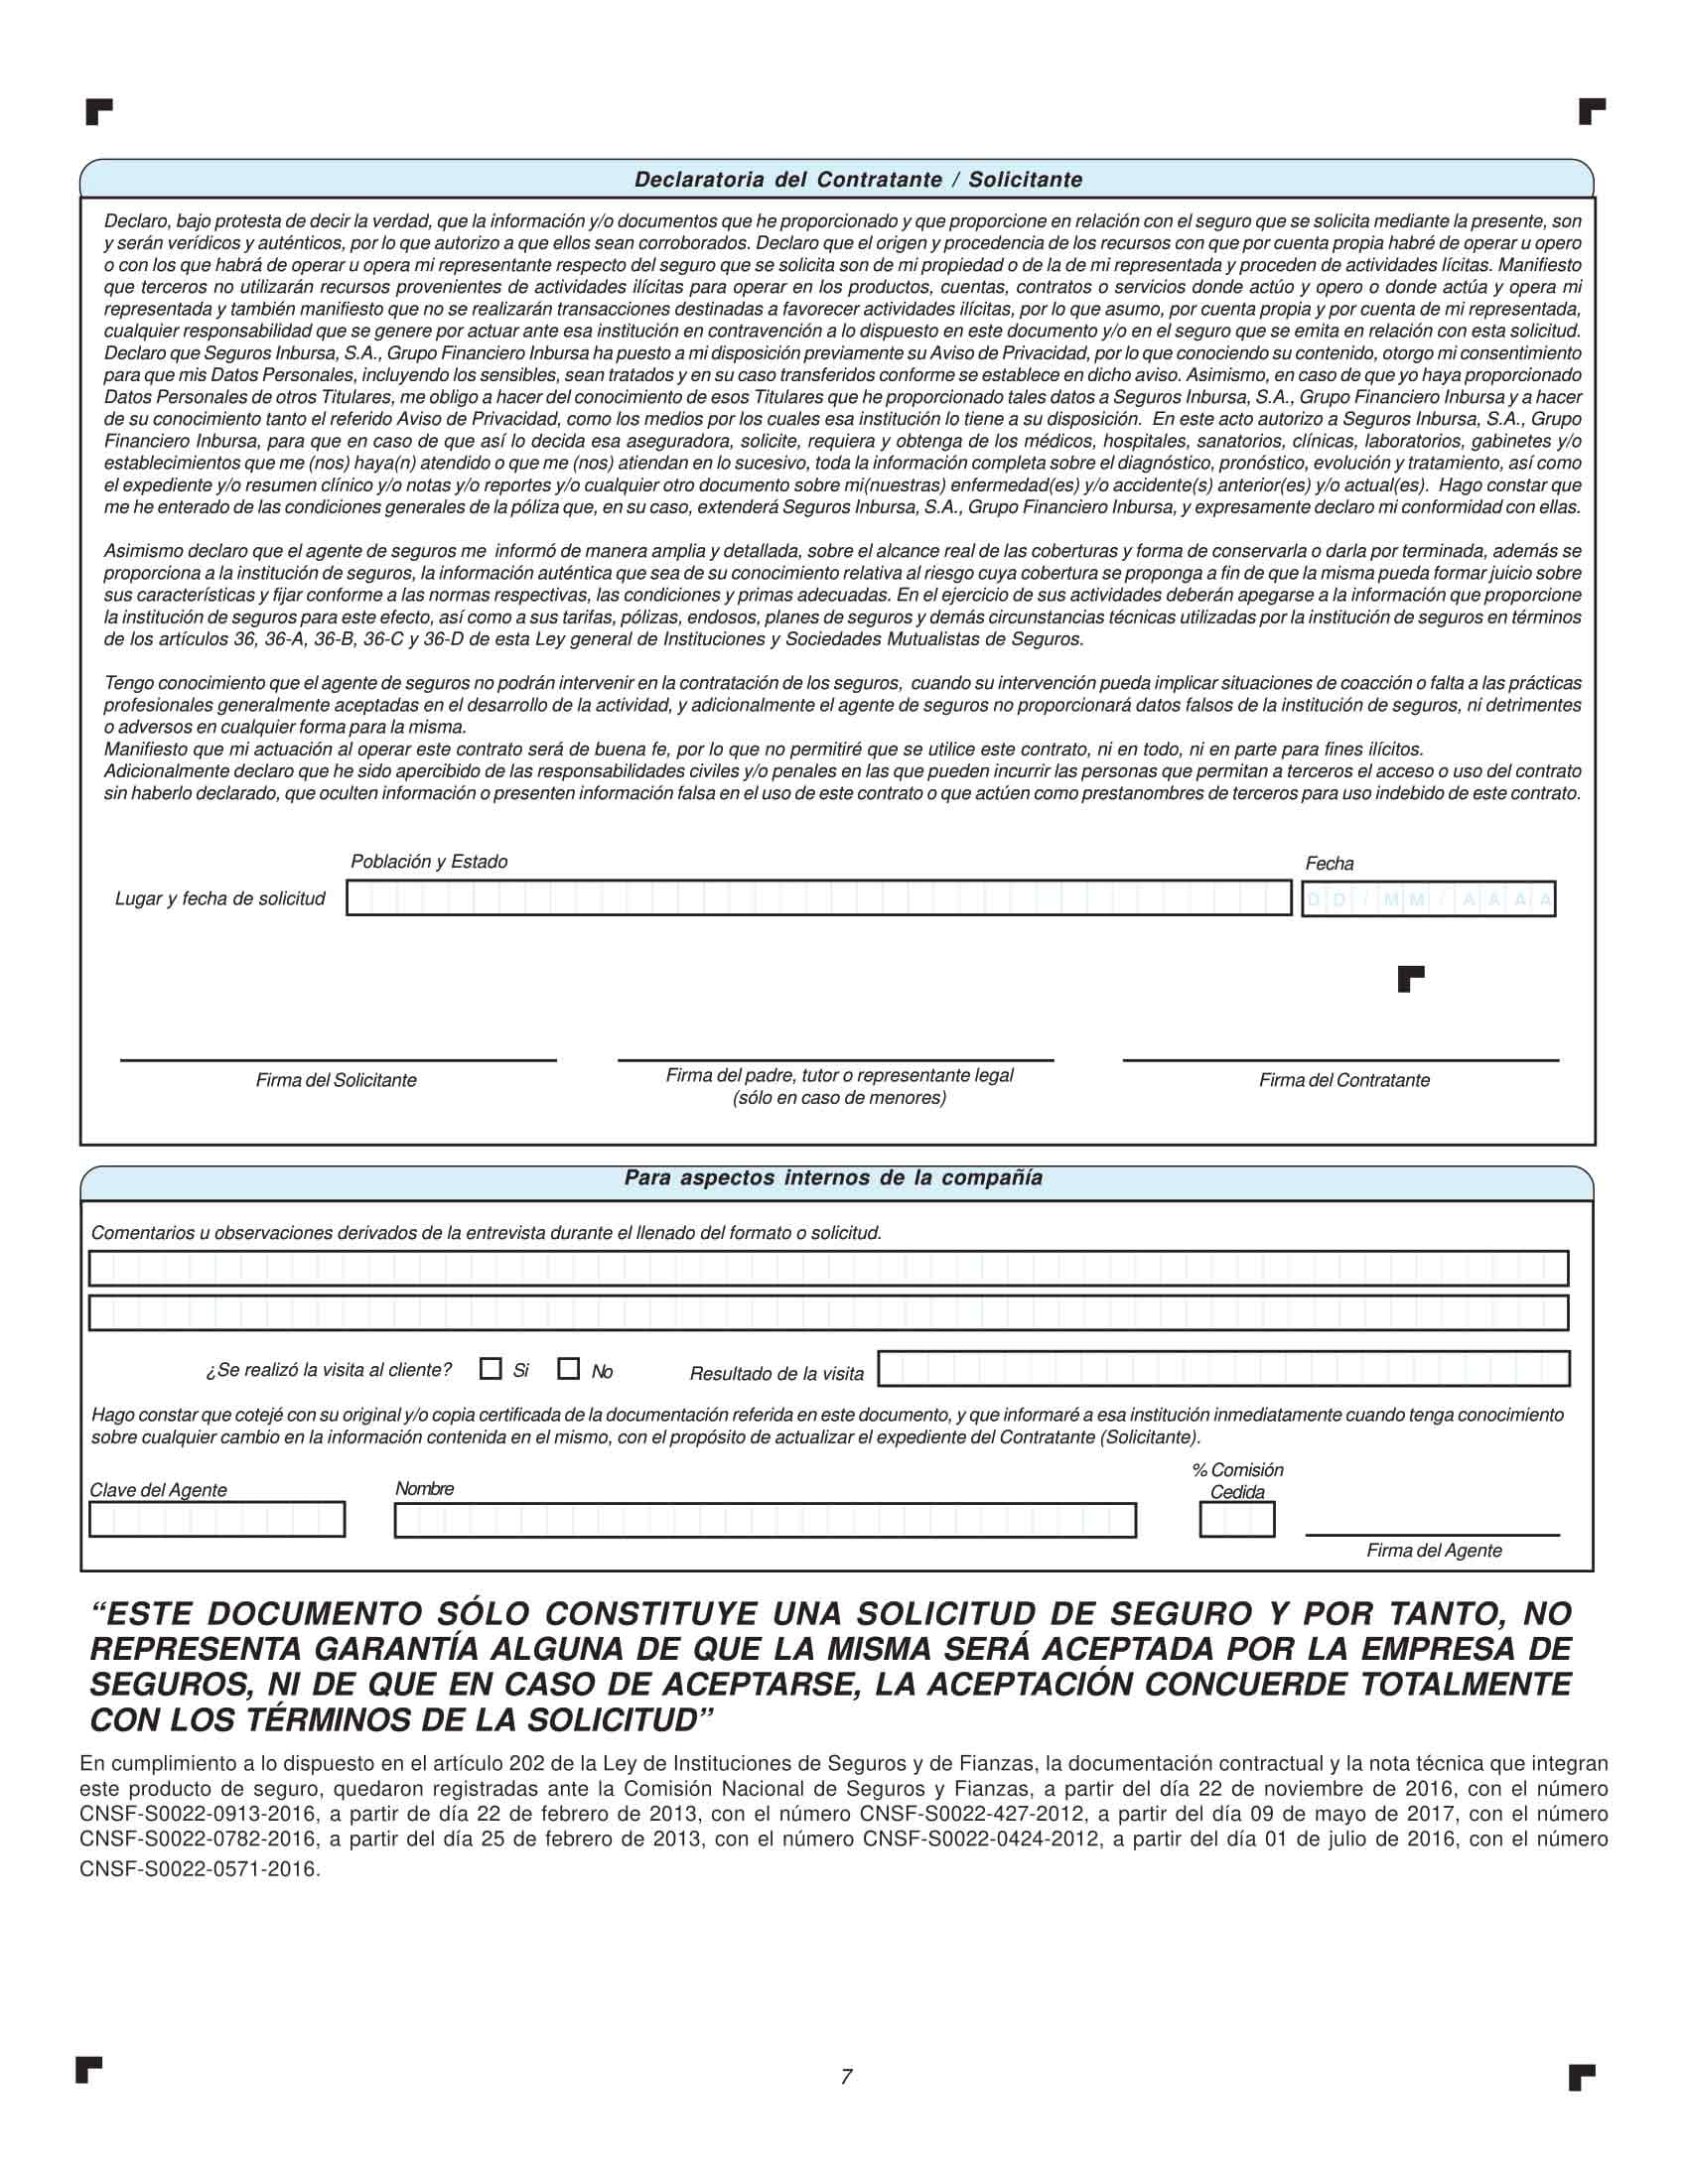 Declaratoria del Contratante / Solicitante
Declaro, bajo protesta de decir la verdad, que la información y/o documentos que he proporcionado y que proporcione en relación con el seguro que se solicita mediante la presente, son
y serán verídicos y auténticos, por lo que autorizo a que ellos sean corroborados. Declaro que el origen y procedencia de los recursos con que por cuenta propia habré de operar u opero
o con los que habrá de operar u opera mi representante respecto del seguro que se solicita son de mi propiedad o de la de mi representada y proceden de actividades lícitas. Manifiesto
que terceros no utilizarán recursos provenientes de actividades ilícitas para operar en los productos, cuentas, contratos o servicios donde actúo y opero o donde actúa y opera mi
representada y también manifiesto que no se realizarán transacciones destinadas a favorecer actividades ilícitas, por lo que asumo, por cuenta propia y por cuenta de mi representada,
cualquier responsabilidad que se genere por actuar ante esa institución en contravención a lo dispuesto en este documento y/o en el seguro que se emita en relación con esta solicitud.
Declaro que Seguros Inbursa, S.A., Grupo Financiero Inbursa ha puesto a mi disposición previamente su Aviso de Privacidad, por lo que conociendo su contenido, otorgo mi consentimiento
para que mis Datos Personales, incluyendo los sensibles, sean tratados y en su caso transferidos conforme se establece en dicho aviso. Asimismo, en caso de que yo haya proporcionado
Datos Personales de otros Titulares, me obligo a hacer del conocimiento de esos Titulares que he proporcionado tales datos a Seguros Inbursa, S.A., Grupo Financiero Inbursa y a hacer
de su conocimiento tanto el referido Aviso de Privacidad, como los medios por los cuales esa institución lo tiene a su disposición. En este acto autorizo a Seguros Inbursa, S.A., Grupo
Financiero Inbursa, para que en caso de que así lo decida esa aseguradora, solicite, requiera y obtenga de los médicos, hospitales, sanatorios, clínicas, laboratorios, gabinetes y/o
establecimientos que me (nos) haya(n) atendido o que me (nos) atiendan en lo sucesivo, toda la información completa sobre el diagnóstico, pronóstico, evolución y tratamiento, así como
el expediente y/o resumen clínico y/o notas y/o reportes y/o cualquier otro documento sobre mi(nuestras) enfermedad(es) y/o accidente(s) anterior(es) y/o actual(es). Hago constar que
me he enterado de las condiciones generales de la póliza que, en su caso, extenderá Seguros Inbursa, S.A., Grupo Financiero Inbursa, y expresamente declaro mi conformidad con ellas.
Asimismo declaro que el agente de seguros me informó de manera amplia y detallada, sobre el alcance real de las coberturas y forma de conservarla o darla por terminada, además se
proporciona a la institución de seguros, la información auténtica que sea de su conocimiento relativa al riesgo cuya cobertura se proponga a fin de que la misma pueda formar juicio sobre
sus características y fijar conforme a las normas respectivas, las condiciones y primas adecuadas. En el ejercicio de sus actividades deberán apegarse a la información que proporcione
la institución de seguros para este efecto, así como a sus tarifas, pólizas, endosos, planes de seguros y demás circunstancias técnicas utilizadas por la institución de seguros en términos
de los artículos 36, 36-A, 36-B, 36-C y 36-D de esta Ley general de Instituciones y Sociedades Mutualistas de Seguros.
Tengo conocimiento que el agente de seguros no podrán intervenir en la contratación de los seguros, cuando su intervención pueda implicar situaciones de coacción o falta a las prácticas
profesionales generalmente aceptadas en el desarrollo de la actividad, y adicionalmente el agente de seguros no proporcionará datos falsos de la institución de seguros, ni detrimentes
o adversos en cualquier forma para la misma.
Manifiesto que mi actuación al operar este contrato será de buena fe, por lo que no permitiré que se utilice este contrato, ni en todo, ni en parte para fines ilícitos.
Adicionalmente declaro que he sido apercibido de las responsabilidades civiles y/o penales en las que pueden incurrir las personas que permitan a terceros el acceso o uso del contrato
sin haberlo declarado, que oculten información o presenten información falsa en el uso de este contrato o que actúen como prestanombres de terceros para uso indebido de este contrato.
Población y Estado Fecha
Lugar y fecha de solicitud DD/MM/AAAA
Firma del Solicitante Firma del padre, tutor o representante legal Firma del Contratante
(sólo en caso de menores)
Para aspectos internos de la compañía
Comentarios u observaciones derivados de la entrevista durante el llenado del formato o solicitud.
¿Se realizó la visita al cliente? Si No Resultado de la visita
Hago constar que cotejé con su original y/o copia certificada de la documentación referida en este documento, y que informaré a esa institución inmediatamente cuando tenga conocimiento
sobre cualquier cambio en la información contenida en el mismo, con el propósito de actualizar el expediente del Contratante (Solicitante).
Clave del Agente Nombre % Comisión
Cedida
Firma del Agente
“ESTE DOCUMENTO SÓLO CONSTITUYE UNA SOLICITUD DE SEGURO Y POR TANTO, NO
REPRESENTA GARANTÍA ALGUNA DE QUE LA MISMA SERÁ ACEPTADA POR LA EMPRESA DE
SEGUROS, NI DE QUE EN CASO DE ACEPTARSE, LA ACEPTACIÓN CONCUERDE TOTALMENTE
CON LOS TÉRMINOS DE LA SOLICITUD”
En cumplimiento a lo dispuesto en el artículo 202 de la Ley de Instituciones de Seguros y de Fianzas, la documentación contractual y la nota técnica que integran
este producto de seguro, quedaron registradas ante la Comisión Nacional de Seguros y Fianzas, a partir del día 22 de noviembre de 2016, con el número
CNSF-S0022-0913-2016, a partir de día 22 de febrero de 2013, con el número CNSF-S0022-427-2012, a partir del día 09 de mayo de 2017, con el número
CNSF-S0022-0782-2016, a partir del día 25 de febrero de 2013, con el número CNSF-S0022-0424-2012, a partir del día 01 de julio de 2016, con el número
CNSF-S0022-0571-2016.
7